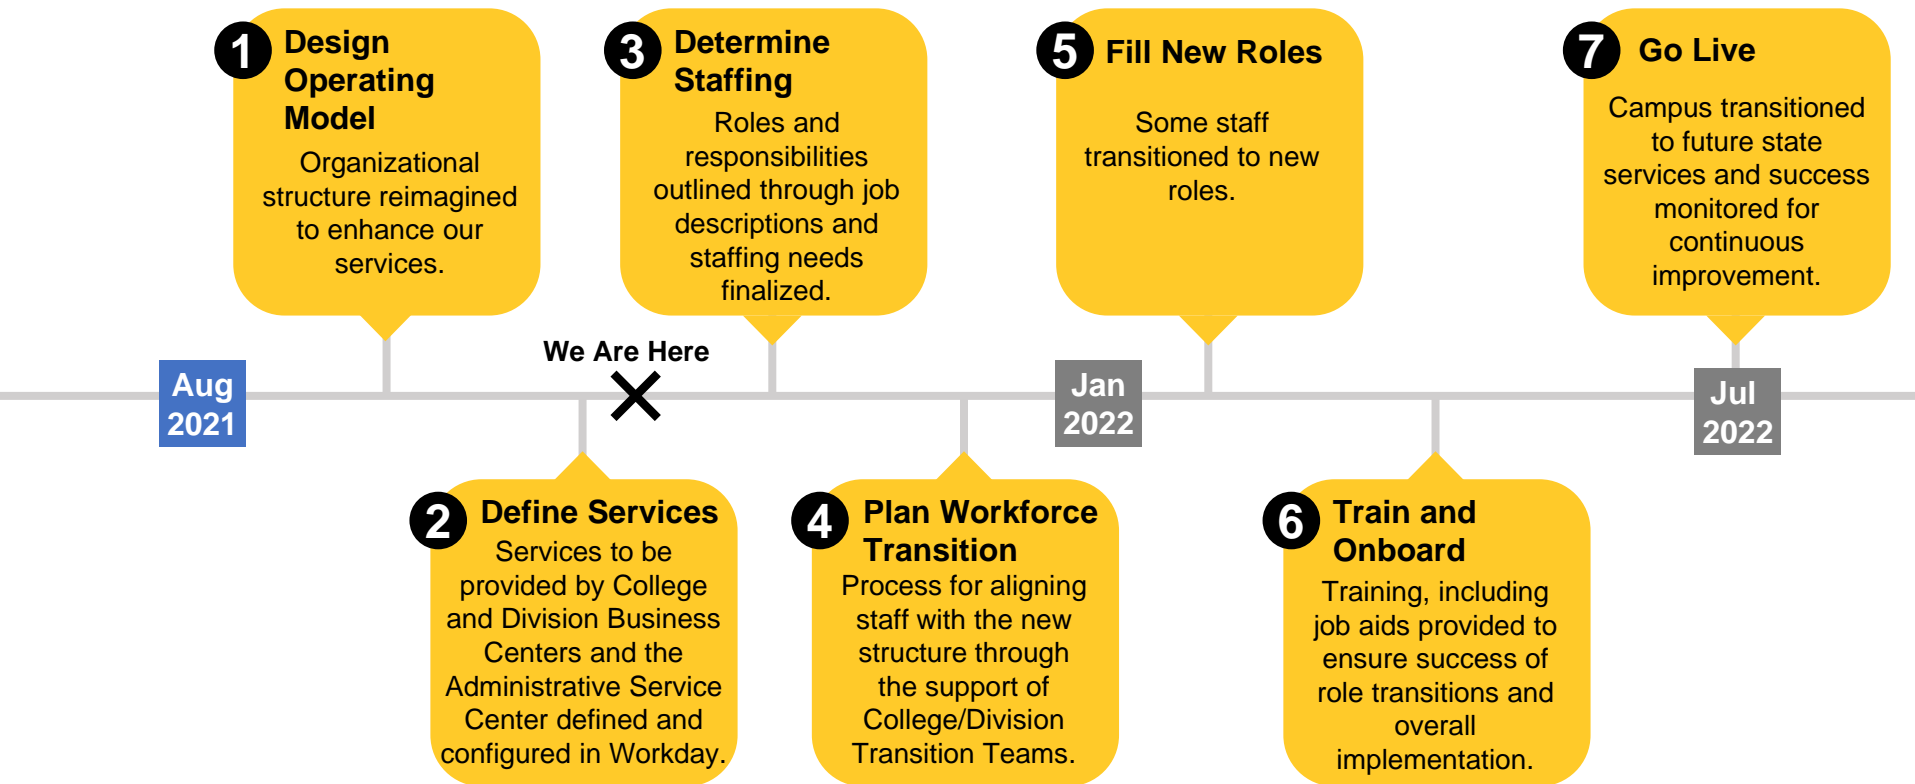 1
Design
Operating
Model
Organizational
structure reimagined
to enhance our
services.
3
Determine
Staffing
Roles and
responsibilities
outlined through job
descriptions and
staffing needs
finalized.
5
Fill New Roles
Some staff
transitioned to new
roles.
7
Go Live
Campus transitioned
to future state
services and success
monitored for
continuous
improvement.
We Are Here
Aug
2021
Jan
2022
Jul
2022
2
Define Services
Services to be
provided by College
and Division Business
Centers and the
Administrative Service
Center defined and
configured in Workday.
4
Plan Workforce
Transition
Process for aligning
staff with the new
structure through
the support of
College/Division
Transition Teams.
6
Train and
Onboard
Training, including
job aids provided to
ensure success of
role transitions and
overall
implementation.